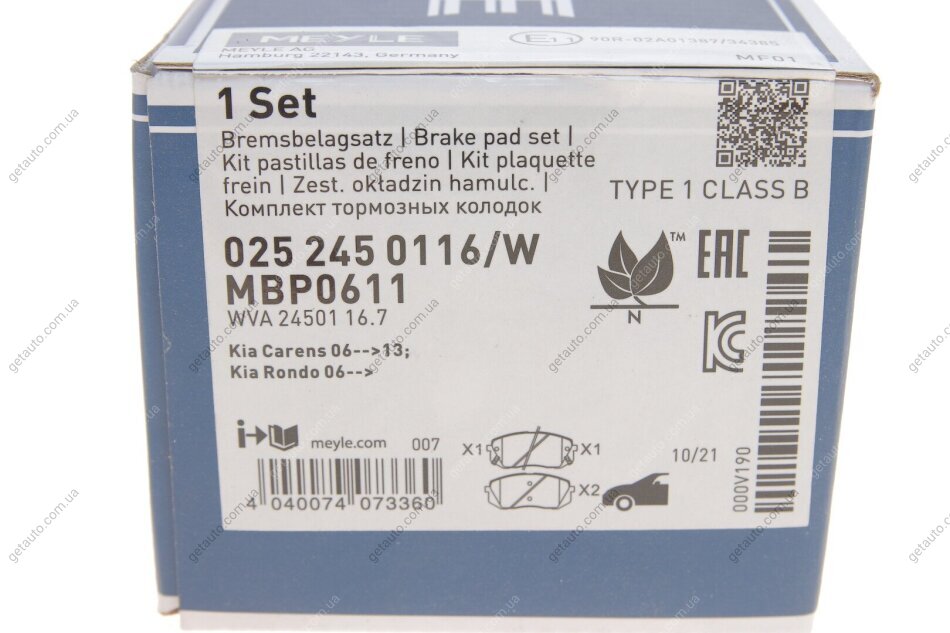 MEYLE
MEYLE AG
Hamburg 22143, Germany
E1
90R-02A01387/34385
MF01
1 Set
Bremsbelagsatz | Brake pad set |
Kit pastillas de freno | Kit plaquette
frein | Zest. okładzin hamulc. |
Комплект тормозных колодок
TYPE 1 CLASS B
025 245 0116/W
MBP0611
WVA 24501 16.7
TM
N
EAC
Kia Carens 06-->13;
Kia Rondo 06-->
i
meyle.com 007
X1 X1
X2
10/21
000V190
4 040074 073360
getauto.com.ua